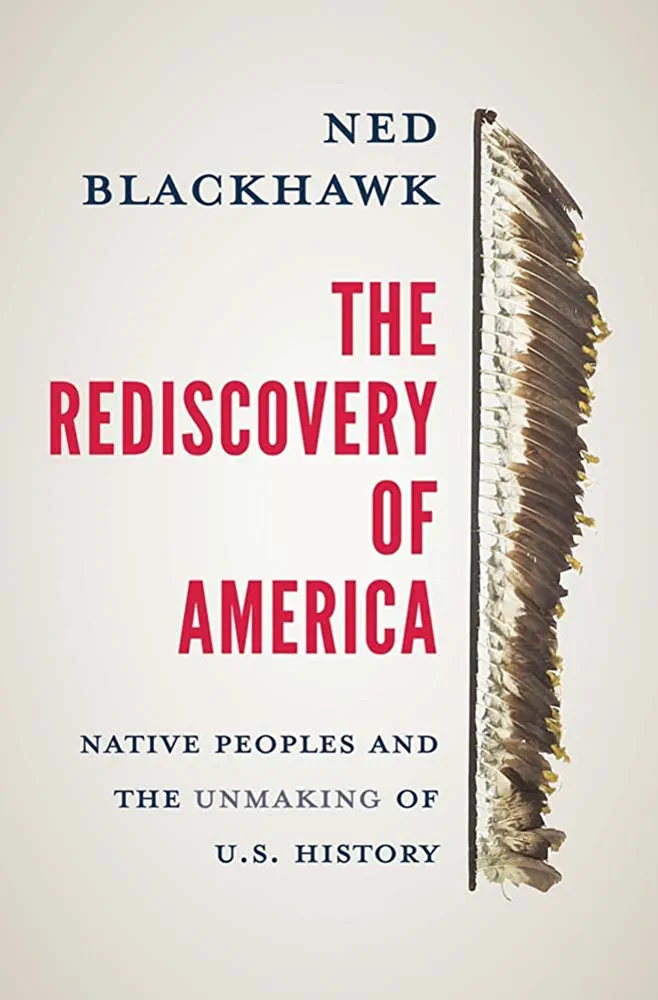 NED
BLACKHAWK
THE
REDISCOVERY
OF
AMERICA
NATIVE PEOPLES AND
THE UNMAKING OF
U.S. HISTORY